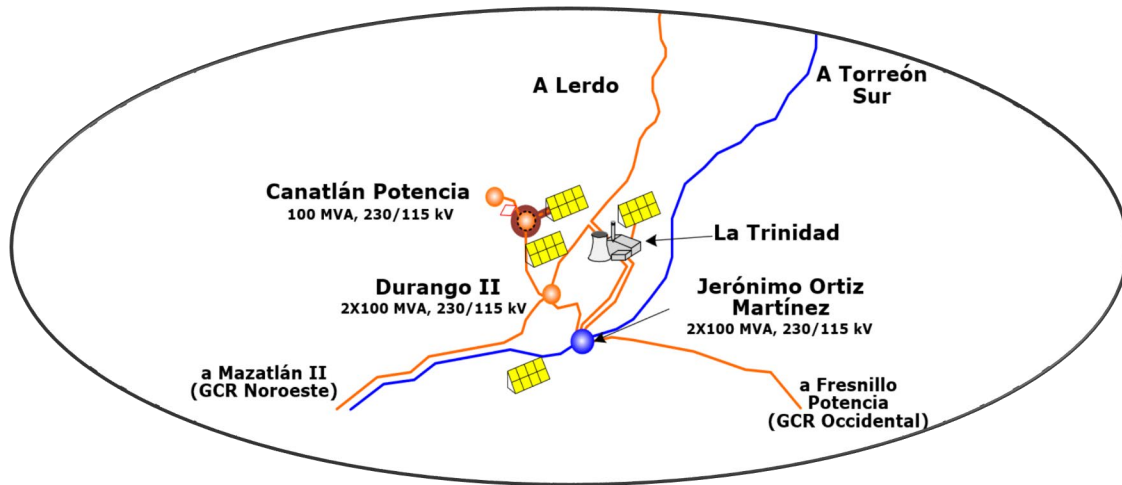 A Lerdo
A Torreón
Sur
Canatlán Potencia
100 MVA, 230/115 kV
La Trinidad
Durango II
2X100 MVA, 230/115 kV
Jerónimo Ortiz
Martínez
2X100 MVA, 230/115 kV
a Mazatlán II
(GCR Noroeste)
a Fresnillo
Potencia
(GCR Occidental)